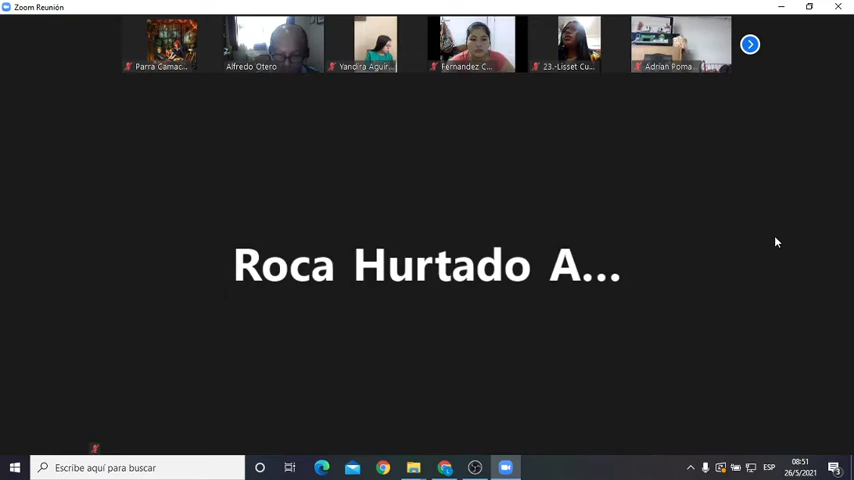 Zoom Reunión
Parra Camac...
Alfredo Otero
Yandira Aguir...
Fernandez C...
23.-Lisset Cu...
Adrian Poma...
Roca Hurtado A...
Escribe aquí para buscar
ESP
08:51
26/5/2021
3